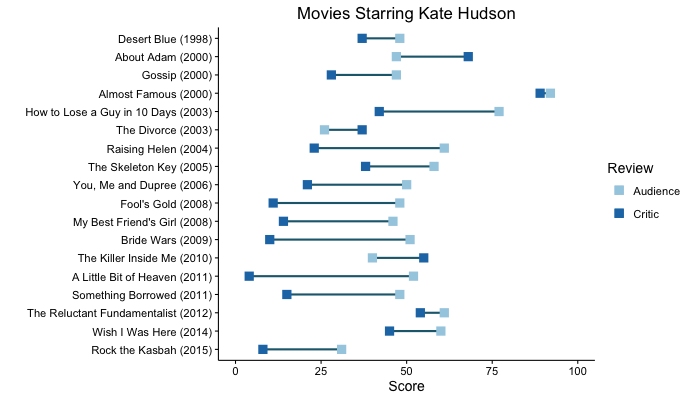 Movies Starring Kate Hudson
Desert Blue (1998)
About Adam (2000)
Gossip (2000)
Almost Famous (2000)
How to Lose a Guy in 10 Days (2003)
The Divorce (2003)
Raising Helen (2004)
The Skeleton Key (2005)
You, Me and Dupree (2006)
Fool's Gold (2008)
My Best Friend's Girl (2008)
Bride Wars (2009)
The Killer Inside Me (2010)
A Little Bit of Heaven (2011)
Something Borrowed (2011)
The Reluctant Fundamentalist (2012)
Wish I Was Here (2014)
Rock the Kasbah (2015)
0 25 50 75 100
Score
Review
Audience
Critic